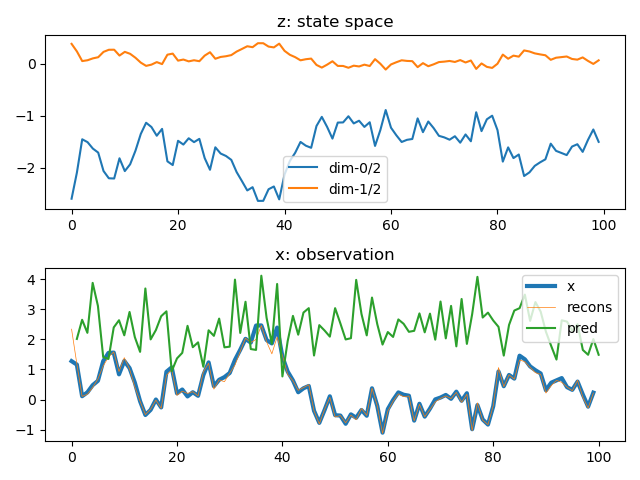 z: state space
0
−1
−2
dim-0/2
dim-1/2
0 20 40 60 80 100
x: observation
4
3
2
1
0
−1
x
recons
pred
0 20 40 60 80 100